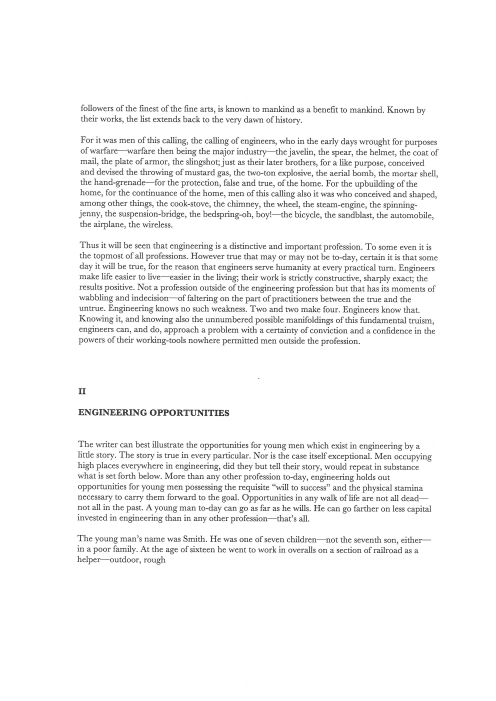 followers of the finest of the fine arts, is known to mankind as a benefit to mankind. Known by
their works, the list extends back to the very dawn of history.
For it was men of this calling, the calling of engineers, who in the early days wrought for purposes
of warfare—warfare then being the major industry—the javelin, the spear, the helmet, the coat of
mail, the plate of armor, the slingshot; just as their later brothers, for a like purpose, conceived
and devised the throwing of mustard gas, the two-ton explosive, the aerial bomb, the mortar shell,
the hand-grenade—for the protection, false and true, of the home. For the upbuilding of the
home, for the continuance of the home, men of this calling also it was who conceived and shaped,
among other things, the cook-stove, the chimney, the wheel, the steam-engine, the spinning-
jenny, the suspension-bridge, the bedspring-oh, boy!—the bicycle, the sandblast, the automobile,
the airplane, the wireless.
Thus it will be seen that engineering is a distinctive and important profession. To some even it is
the topmost of all professions. However true that may or may not be to-day, certain it is that some
day it will be true, for the reason that engineers serve humanity at every practical turn. Engineers
make life easier to live—easier in the living; their work is strictly constructive, sharply exact; the
results positive. Not a profession outside of the engineering profession but that has its moments of
wabbling and indecision—of faltering on the part of practitioners between the true and the
untrue. Engineering knows no such weakness. Two and two make four. Engineers know that.
Knowing it, and knowing also the unnumbered possible manifoldings of this fundamental truism,
engineers can, and do, approach a problem with a certainty of conviction and a confidence in the
powers of their working-tools nowhere permitted men outside the profession.
II
ENGINEERING OPPORTUNITIES
The writer can best illustrate the opportunities for young men which exist in engineering by a
little story. The story is true in every particular. Nor is the case itself exceptional. Men occupying
high places everywhere in engineering, did they but tell their story, would repeat in substance
what is set forth below. More than any other profession to-day, engineering holds out
opportunities for young men possessing the requisite "will to success" and the physical stamina
necessary to carry them forward to the goal. Opportunities in any walk of life are not all dead—
not all in the past. A young man to-day can go as far as he wills. He can go farther on less capital
invested in engineering than in any other profession—that's all.
The young man's name was Smith. He was one of seven children—not the seventh son, either—
in a poor family. At the age of sixteen he went to work in overalls on a section of railroad as a
helper—outdoor, rough